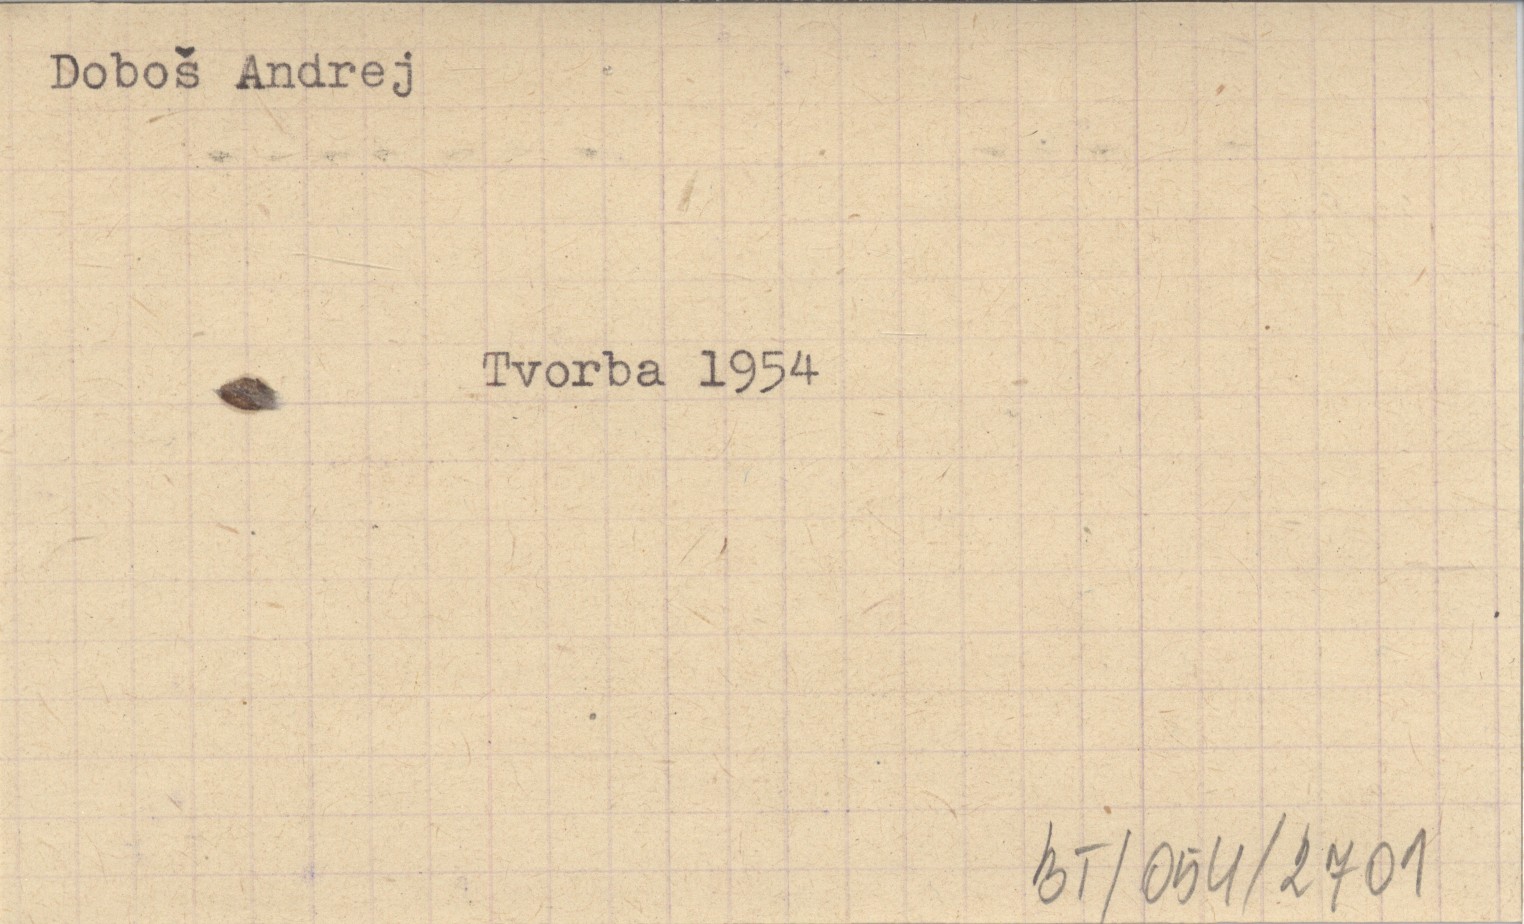 Doboš Andrej
Tvorba 1954
BT/054/2701